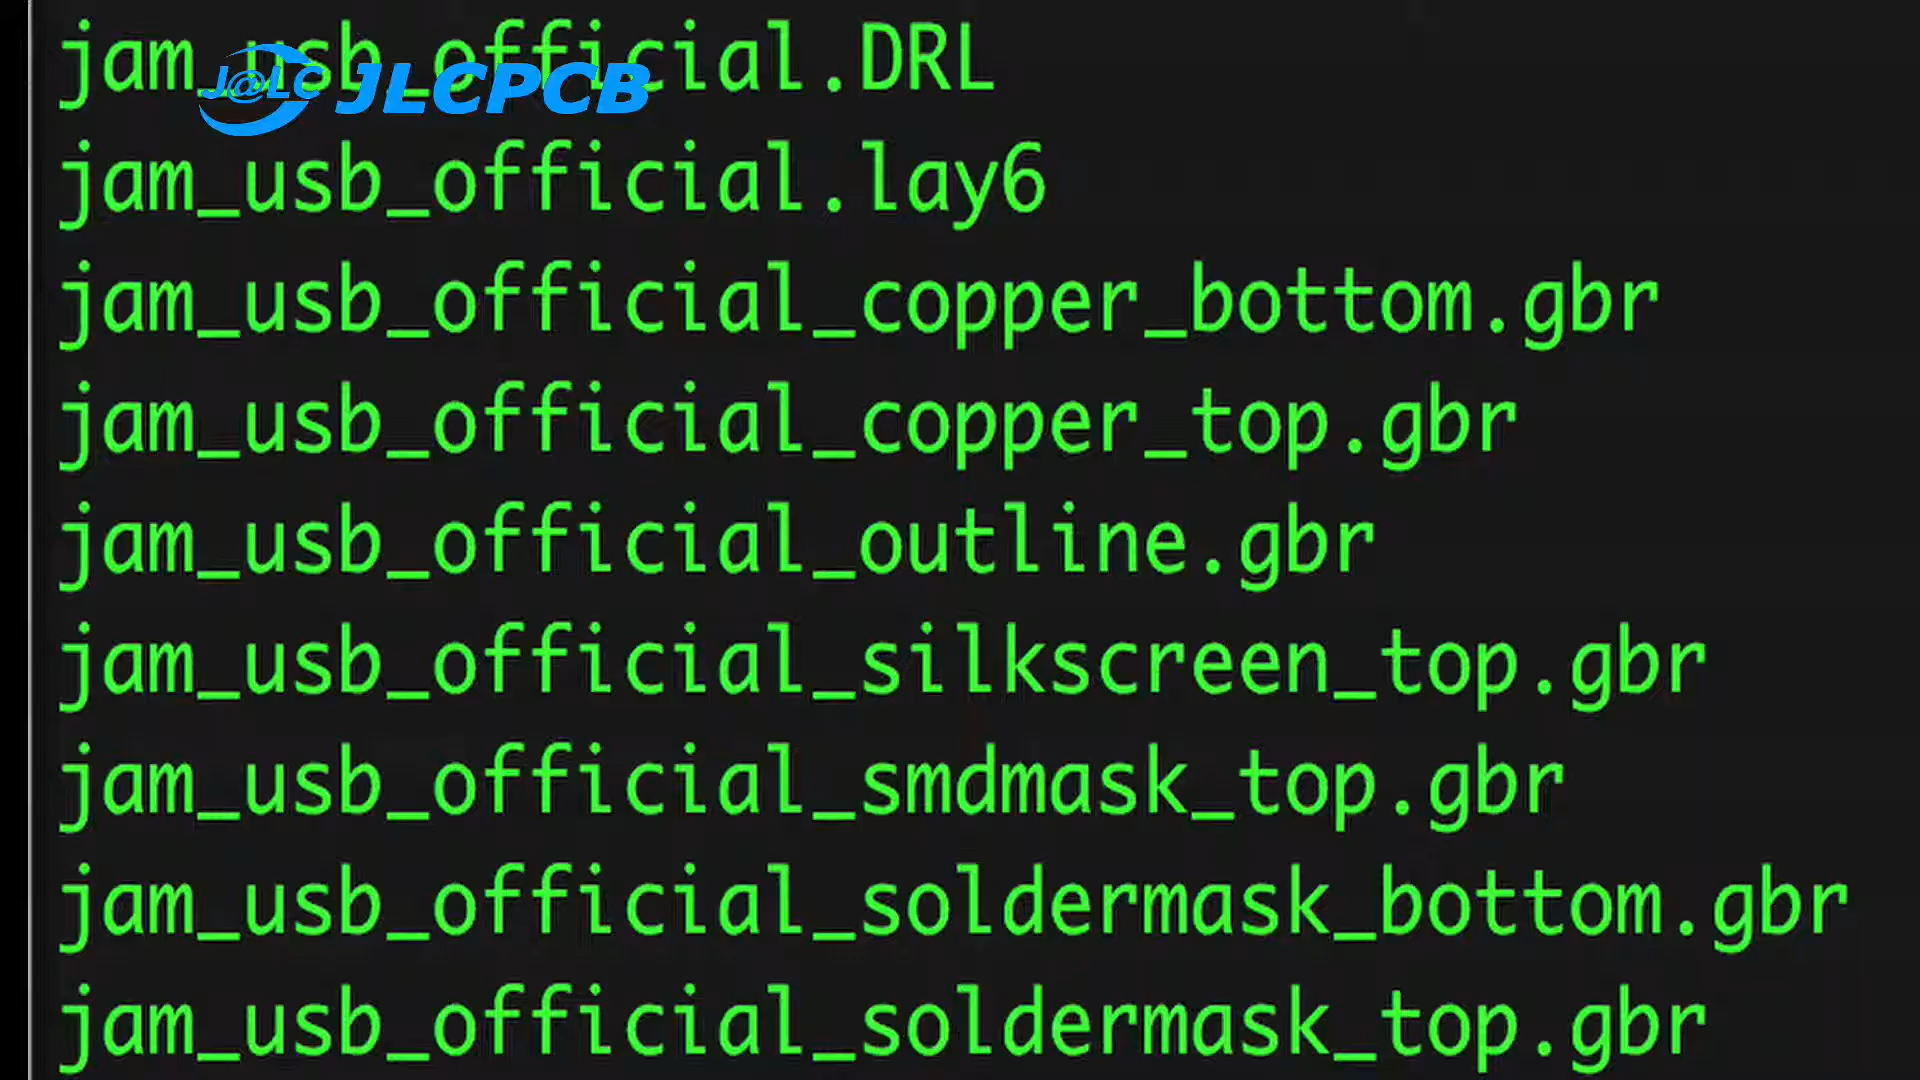 jam_usb_official.DRL
J@LC JLCPCB
jam_usb_official.lay6
jam_usb_official_copper_bottom.gbr
jam_usb_official_copper_top.gbr
jam_usb_official_outline.gbr
jam_usb_official_silkscreen_top.gbr
jam_usb_official_smdmask_top.gbr
jam_usb_official_soldermask_bottom.gbr
jam_usb_official_soldermask_top.gbr